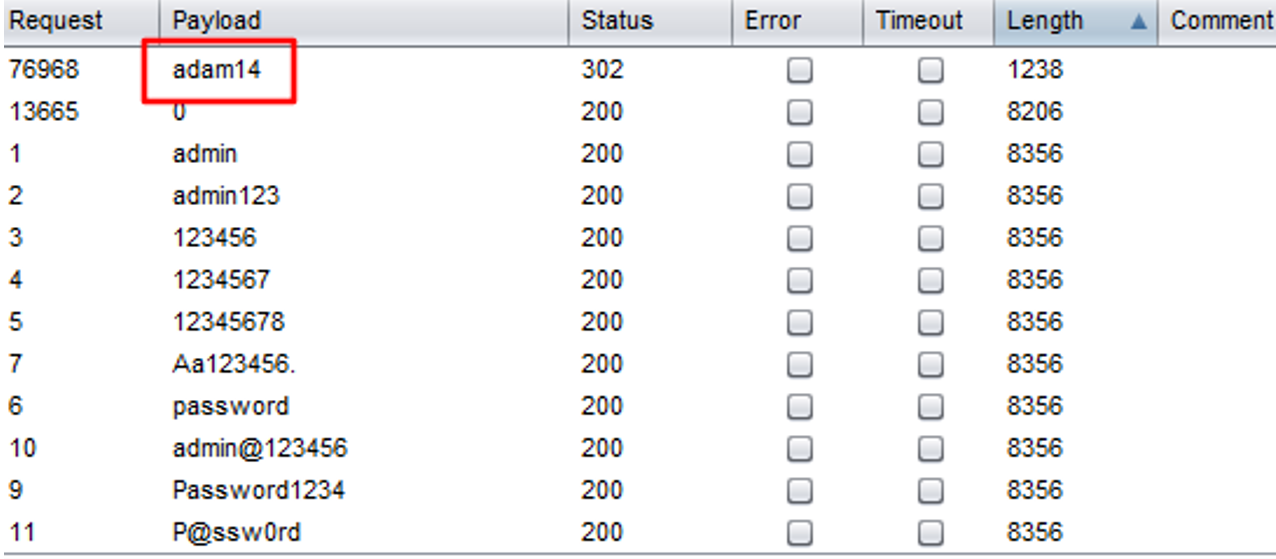 Request Payload Status Error Timeout Length Comment
76968 adam14 302 1238
13665 0 200 8206
1 admin 200 8356
2 admin123 200 8356
3 123456 200 8356
4 1234567 200 8356
5 12345678 200 8356
7 Aa123456. 200 8356
6 password 200 8356
10 admin@123456 200 8356
9 Password1234 200 8356
11 P@ssw0rd 200 8356